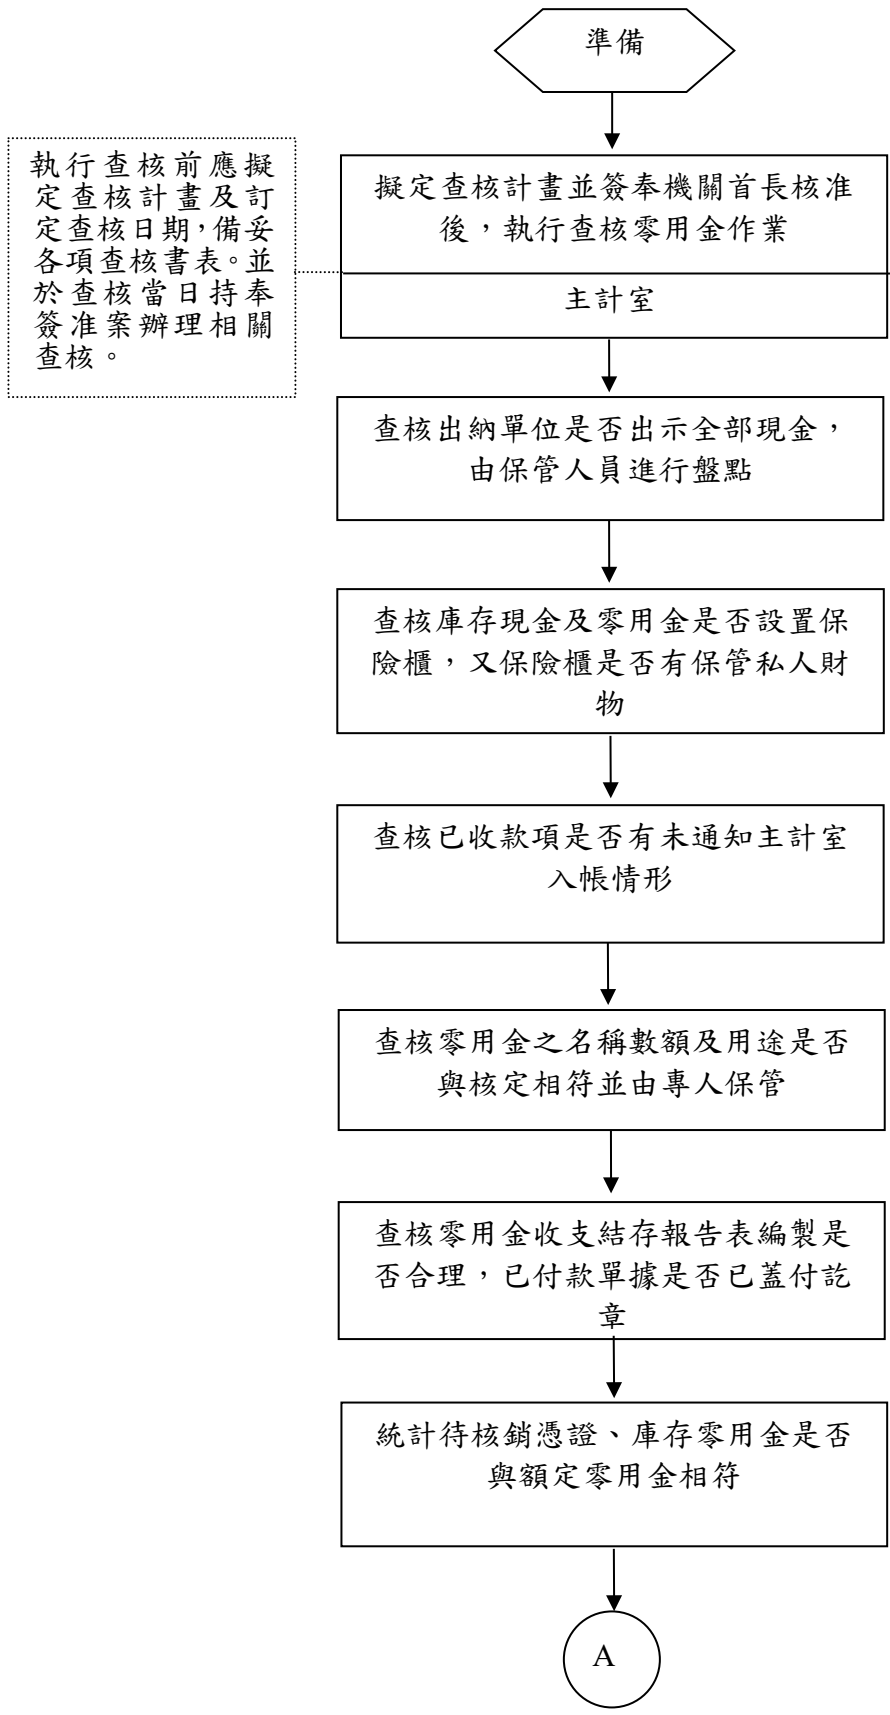 準備
執行查核前應擬
定查核計畫及訂
定查核日期，備妥
各項查核書表。並
於查核當日持奉
簽准案辦理相關
查核。
擬定查核計畫並簽奉機關首長核准
後，執行查核零用金作業
主計室
查核出納單位是否出示全部現金，
由保管人員進行盤點
查核庫存現金及零用金是否設置保
險櫃，又保險櫃是否有保管私人財
物
查核已收款項是否有未通知主計室
入帳情形
查核零用金之名稱數額及用途是否
與核定相符並由專人保管
查核零用金收支結存報告表編製是
否合理，已付款單據是否已蓋付訖
章
統計待核銷憑證、庫存零用金是否
與額定零用金相符
A